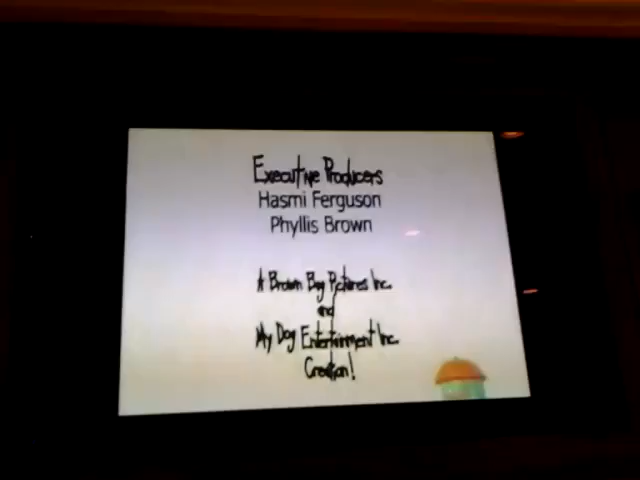 Executive Producers
Hasmi Ferguson
Phyllis Brown
A Brown Bag Pictures Inc.
and
My Dog Entertainment Inc.
Creation!